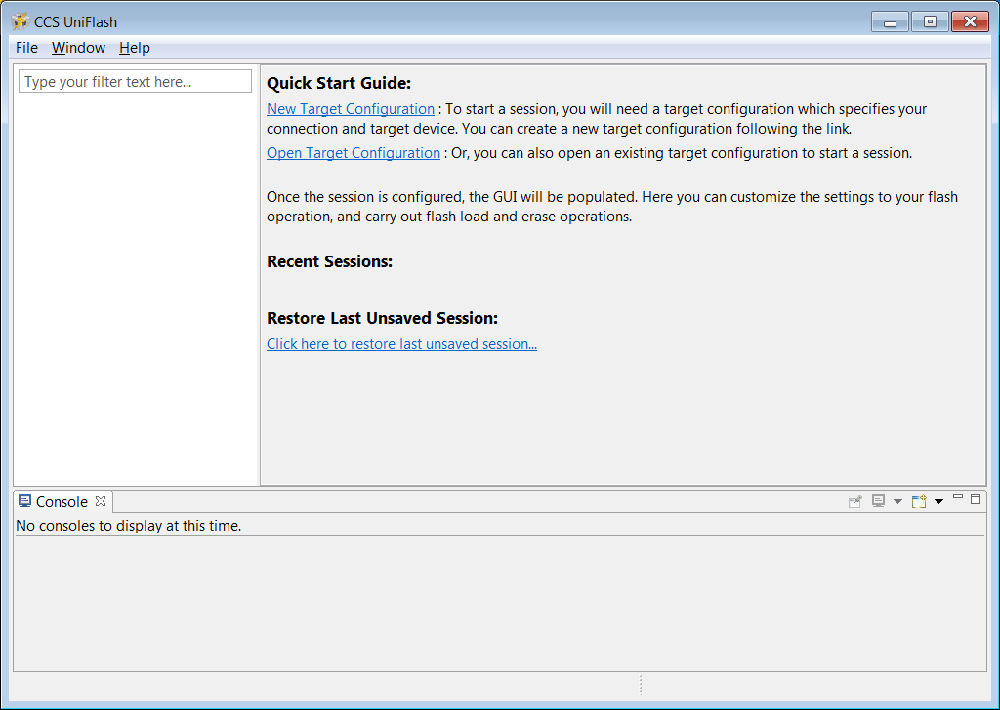 CCS UniFlash
File Window Help
Type your filter text here...
Quick Start Guide:
New Target Configuration : To start a session, you will need a target configuration which specifies your
connection and target device. You can create a new target configuration following the link.
Open Target Configuration : Or, you can also open an existing target configuration to start a session.
Once the session is configured, the GUI will be populated. Here you can customize the settings to your flash
operation, and carry out flash load and erase operations.
Recent Sessions:
Restore Last Unsaved Session:
Click here to restore last unsaved session...
Console
No consoles to display at this time.